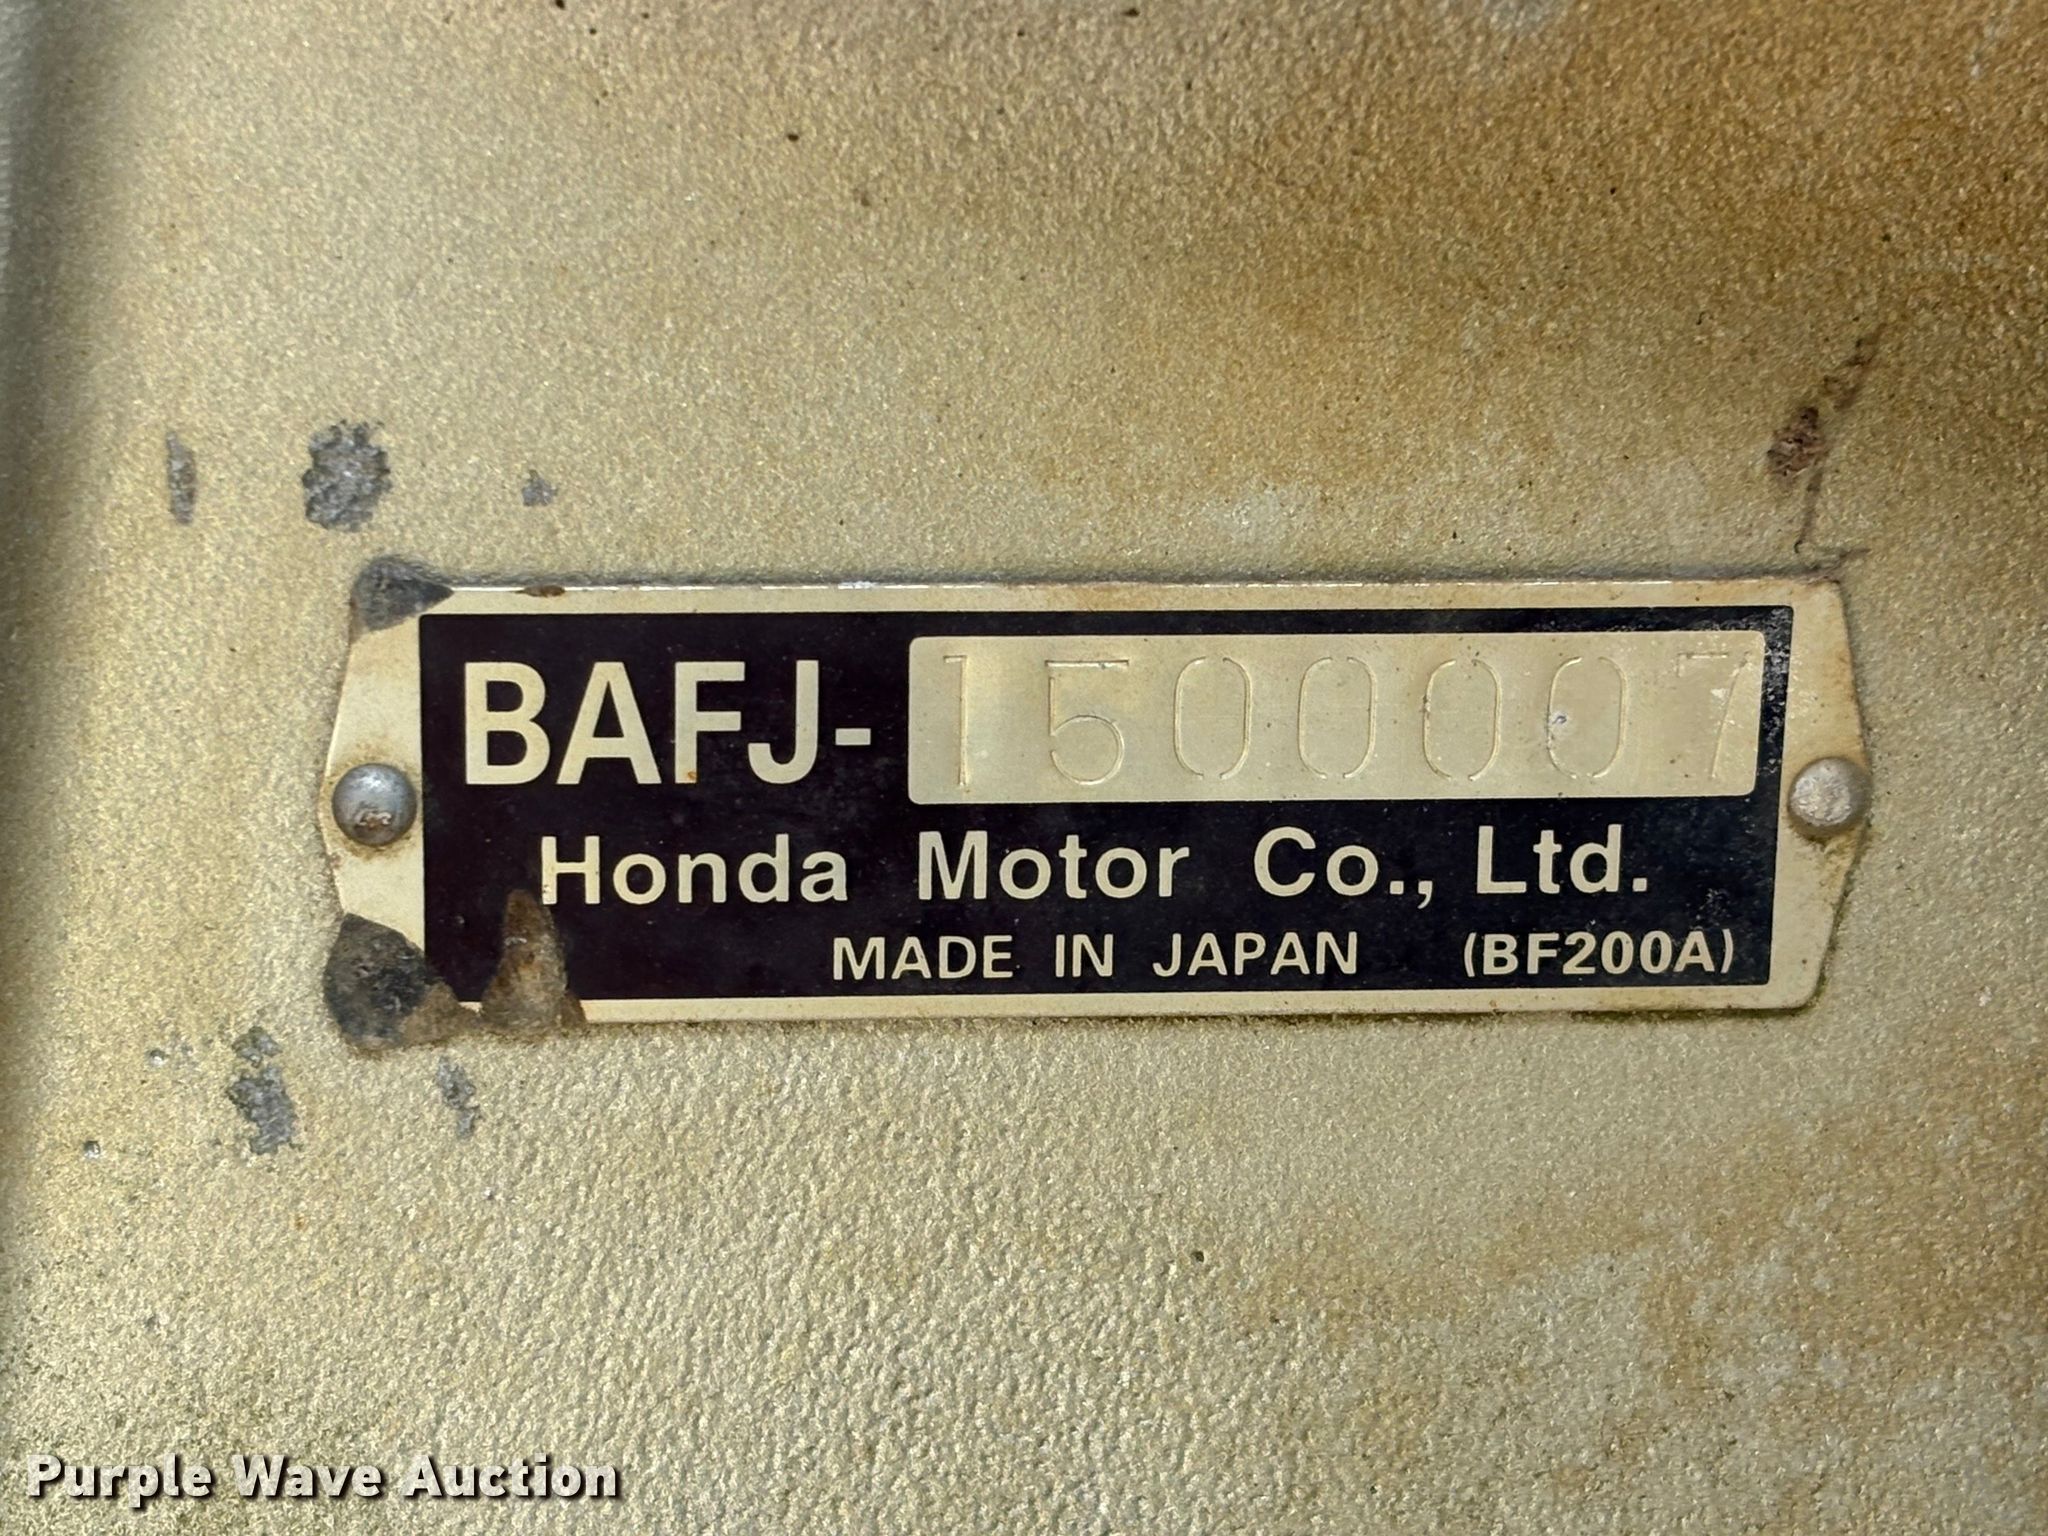 BAFJ-1500007
Honda Motor Co., Ltd.
MADE IN JAPAN (BF200A)
Purple Wave Auction